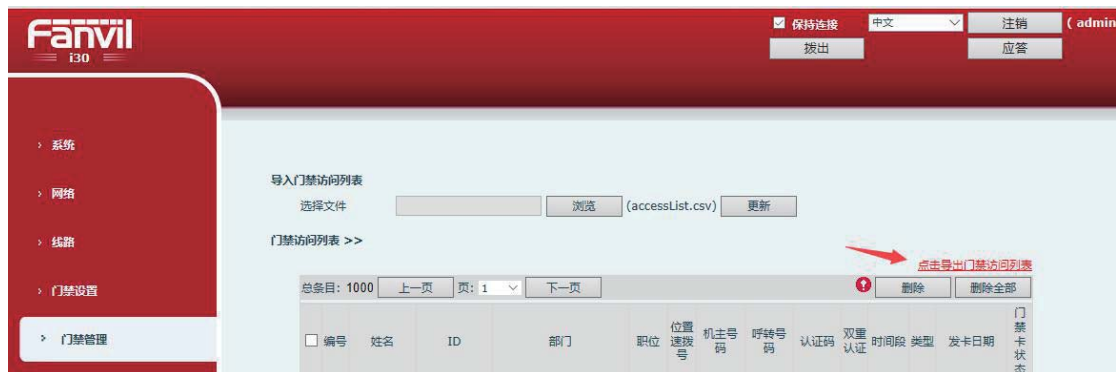 Fanvil
i30
保持连接 中文 注销 ( admin
拨出 应答
系统
网络
线路
门禁设置
门禁管理
导入门禁访问列表
选择文件 浏览 (accessList.csv) 更新
门禁访问列表 >>
点击导出门禁访问列表
总条目: 1000 上一页 页: 1 下一页 删除 删除全部
编号 姓名 ID 部门 职位 位置速拨号 机主号码 呼转号码 认证码 双重认证 时间段 类型 发卡日期 门禁卡状态